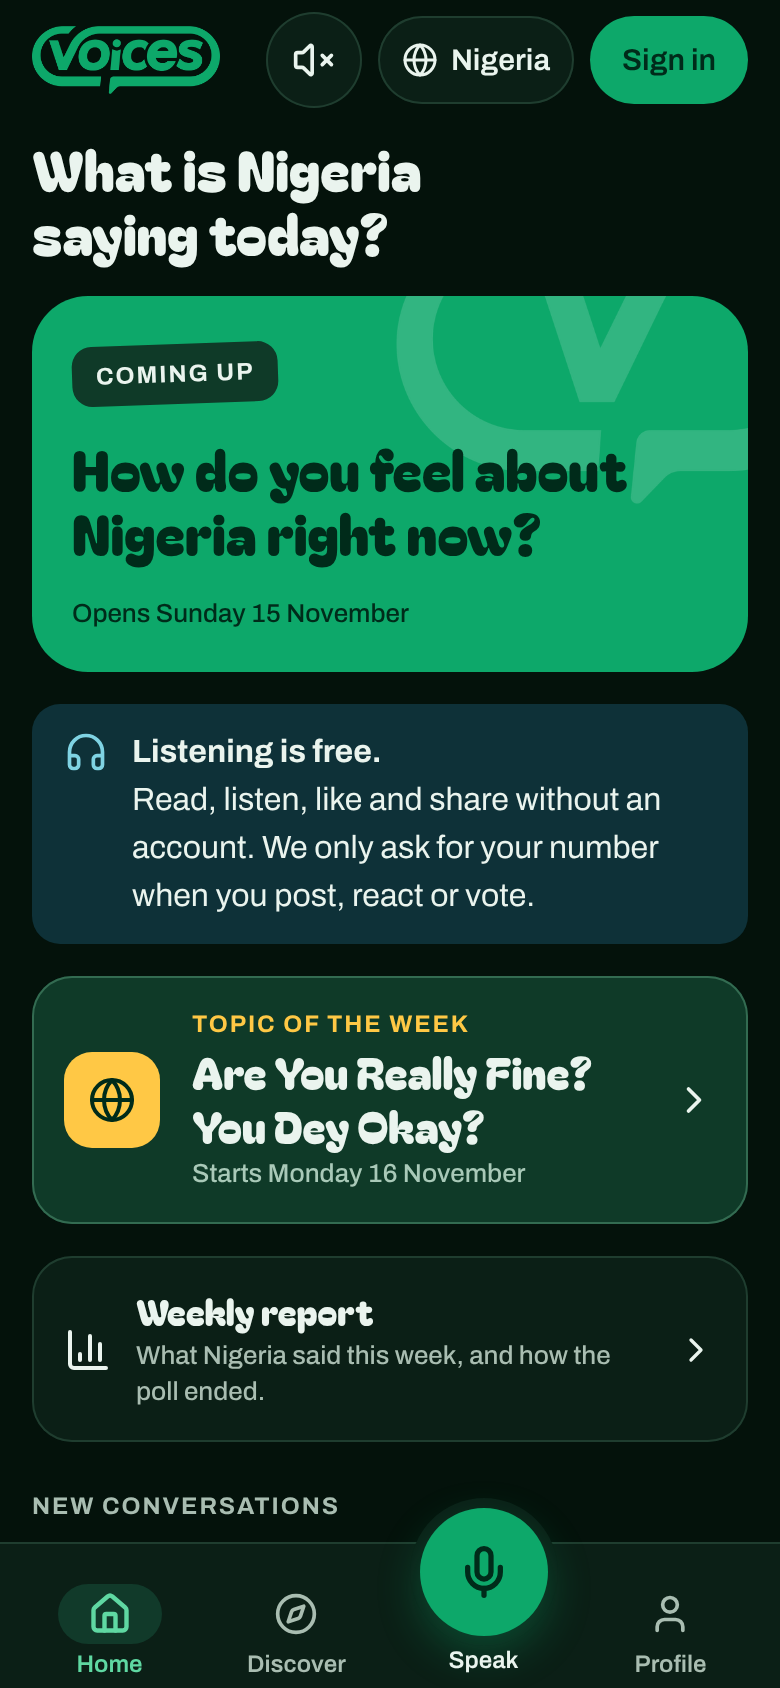 voices
Nigeria
Sign in
What is Nigeria
saying today?
COMING UP
How do you feel about
Nigeria right now?
Opens Sunday 15 November
Listening is free.
Read, listen, like and share without an
account. We only ask for your number
when you post, react or vote.
TOPIC OF THE WEEK
Are You Really Fine?
You Dey Okay?
Starts Monday 16 November
Weekly report
What Nigeria said this week, and how the
poll ended.
NEW CONVERSATIONS
Home
Discover
Speak
Profile